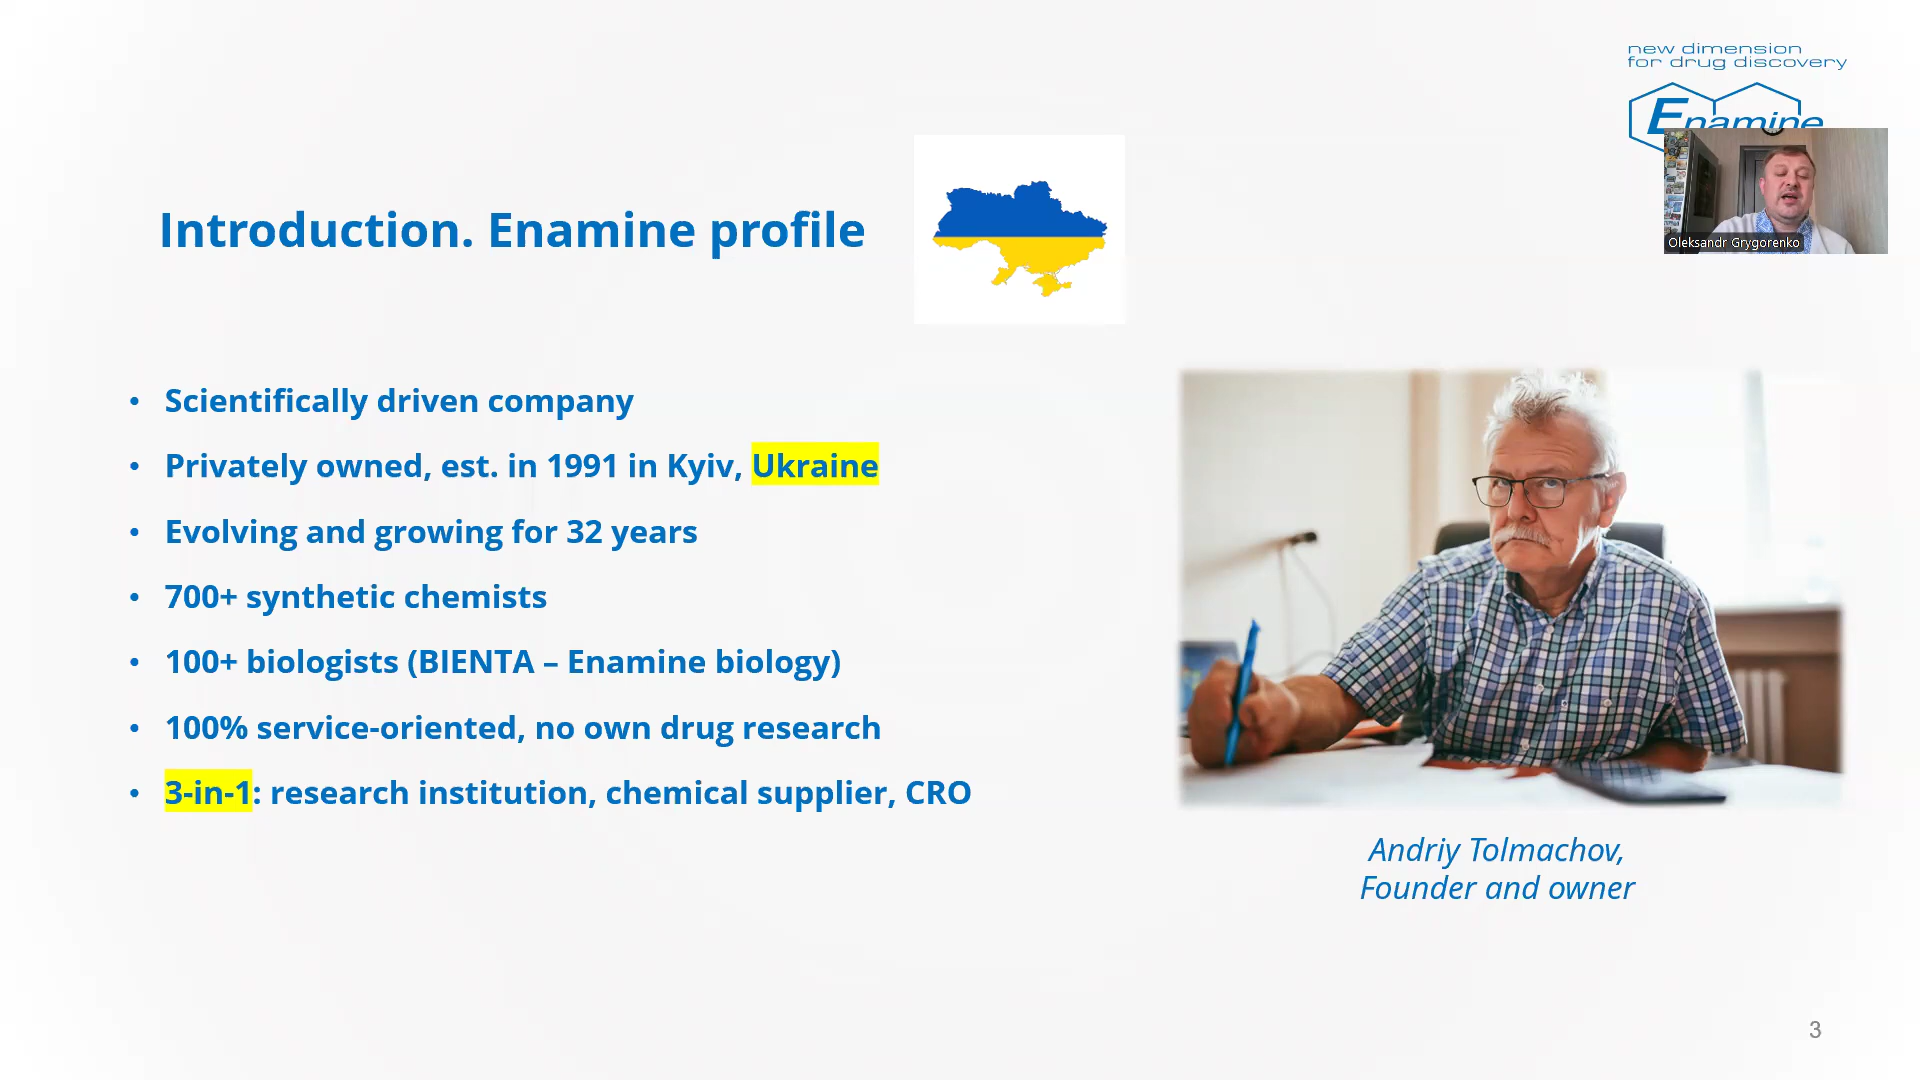 new dimension
for drug discovery
Enamine
Oleksandr Grygorenko
Introduction. Enamine profile
• Scientifically driven company
• Privately owned, est. in 1991 in Kyiv, Ukraine
• Evolving and growing for 32 years
• 700+ synthetic chemists
• 100+ biologists (BIENTA – Enamine biology)
• 100% service-oriented, no own drug research
• 3-in-1: research institution, chemical supplier, CRO
Andriy Tolmachov,
Founder and owner
3